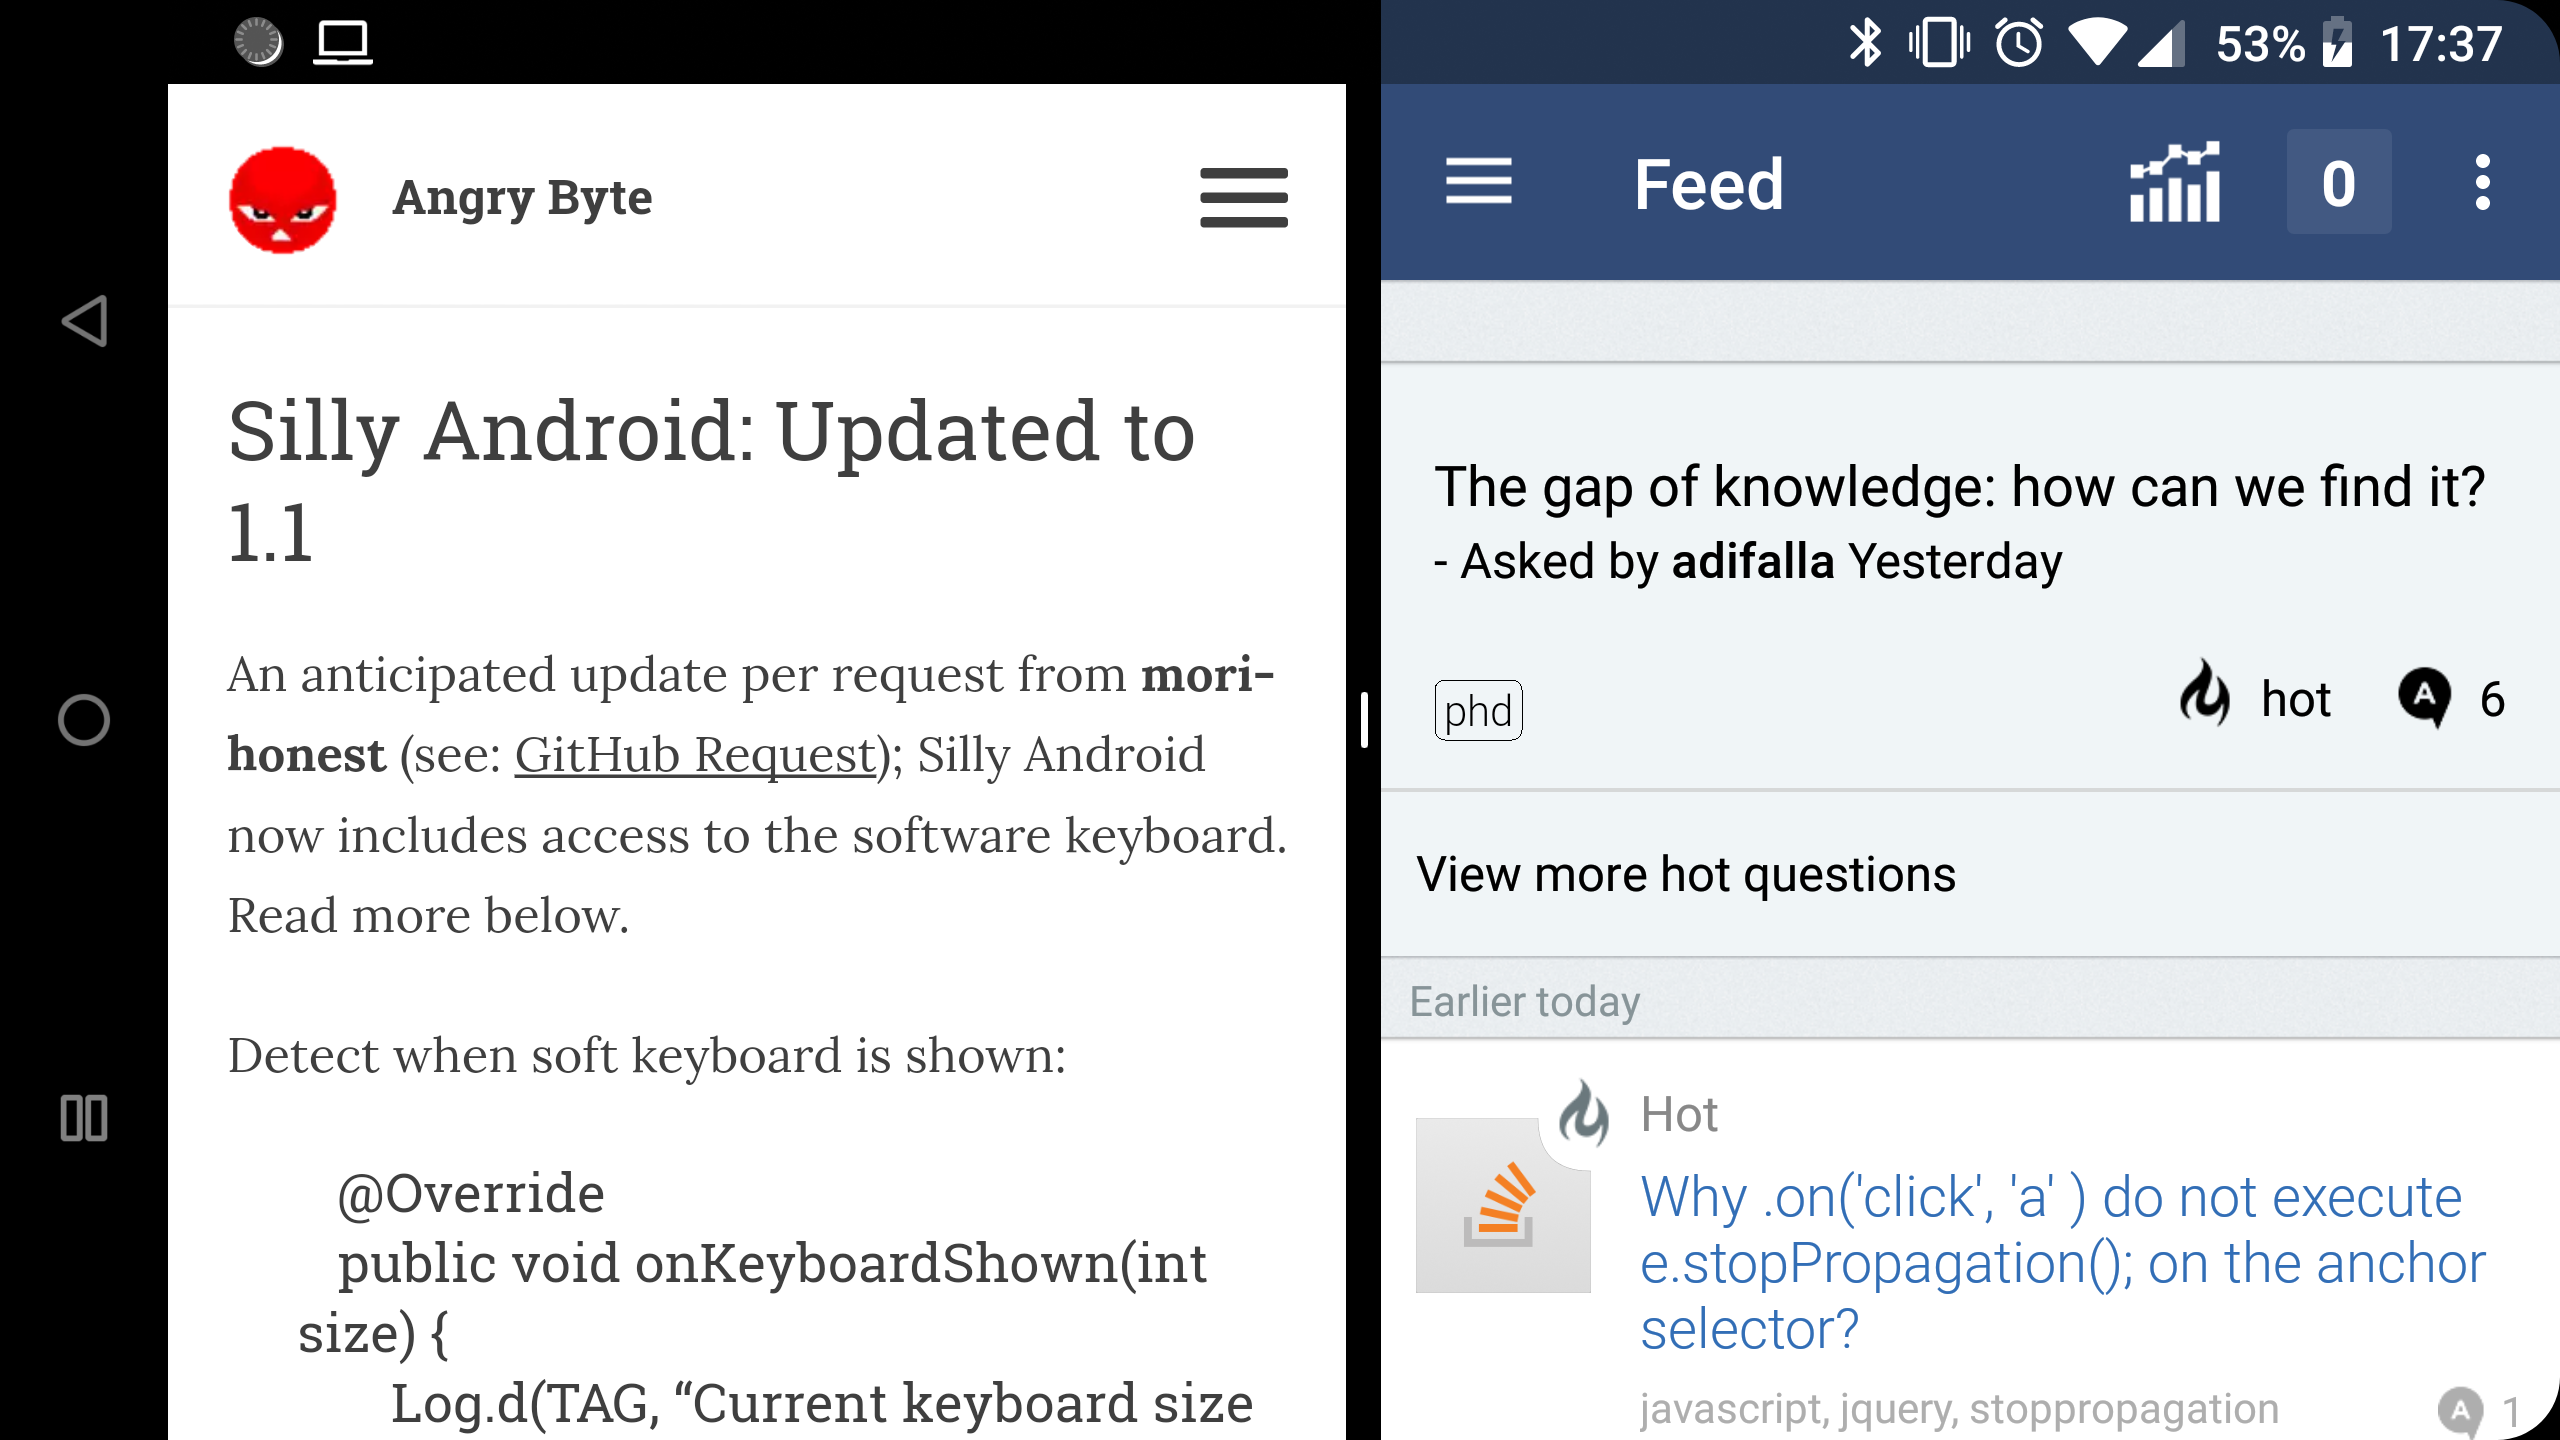 53% 17:37
Angry Byte
Silly Android: Updated to
1.1
An anticipated update per request from mori-
honest (see: GitHub Request); Silly Android
now includes access to the software keyboard.
Read more below.
Detect when soft keyboard is shown:
@Override
public void onKeyboardShown(int
size) {
Log.d(TAG, “Current keyboard size
Feed
0
The gap of knowledge: how can we find it?
- Asked by adifalla Yesterday
phd
hot
A 6
View more hot questions
Earlier today
Hot
Why .on('click', 'a' ) do not execute
e.stopPropagation(); on the anchor
selector?
javascript, jquery, stoppropagation
A 1